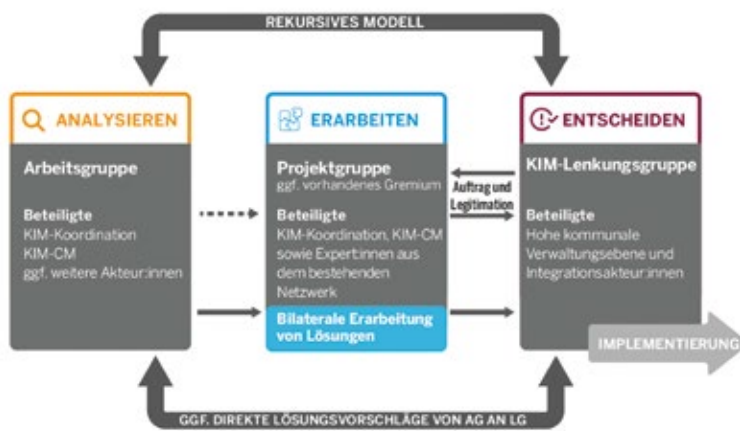 REKURSIVES MODELL
ANALYSIEREN
Arbeitsgruppe
Beteiligte
KIM-Koordination
KIM-CM
ggf. weitere Akteur:innen
ERARBEITEN
Projektgruppe
ggf. vorhandenes Gremium
Beteiligte
KIM-Koordination, KIM-CM
sowie Expert:innen aus
dem bestehenden
Netzwerk
Bilaterale Erarbeitung
von Lösungen
Auftrag und
Legitimation
ENTSCHEIDEN
KIM-Lenkungsgruppe
Beteiligte
Hohe kommunale
Verwaltungsebene und
Integrationsakteur:innen
IMPLEMENTIERUNG
GGF. DIREKTE LÖSUNGSVORSCHLÄGE VON AG AN LG